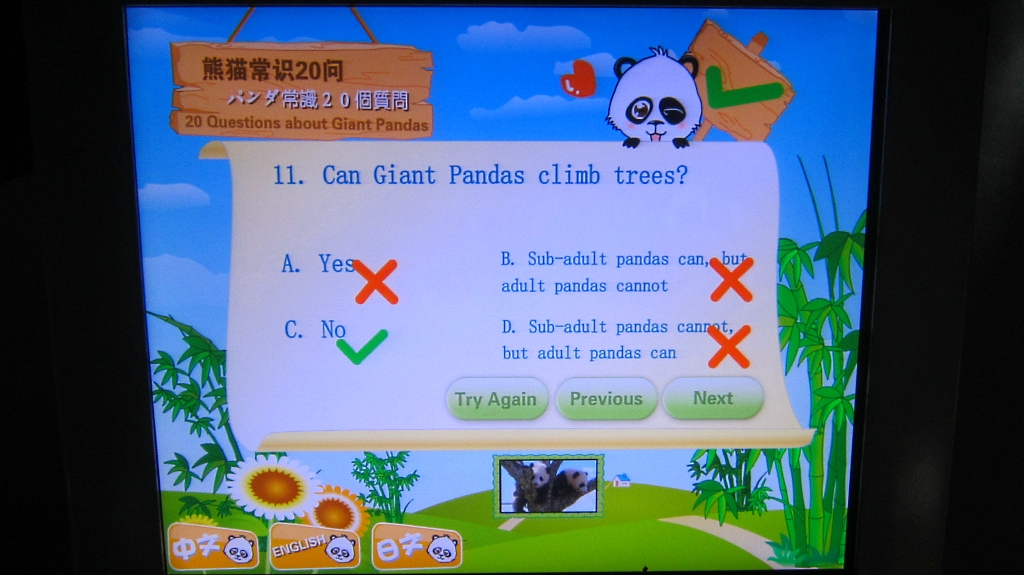 熊猫常识20问
パンダ常識２０個質問
20 Questions about Giant Pandas
11. Can Giant Pandas climb trees?
A. Yes
B. Sub-adult pandas can, but
adult pandas cannot
C. No
D. Sub-adult pandas cannot,
but adult pandas can
Try Again
Previous
Next
中文
ENGLISH
日文